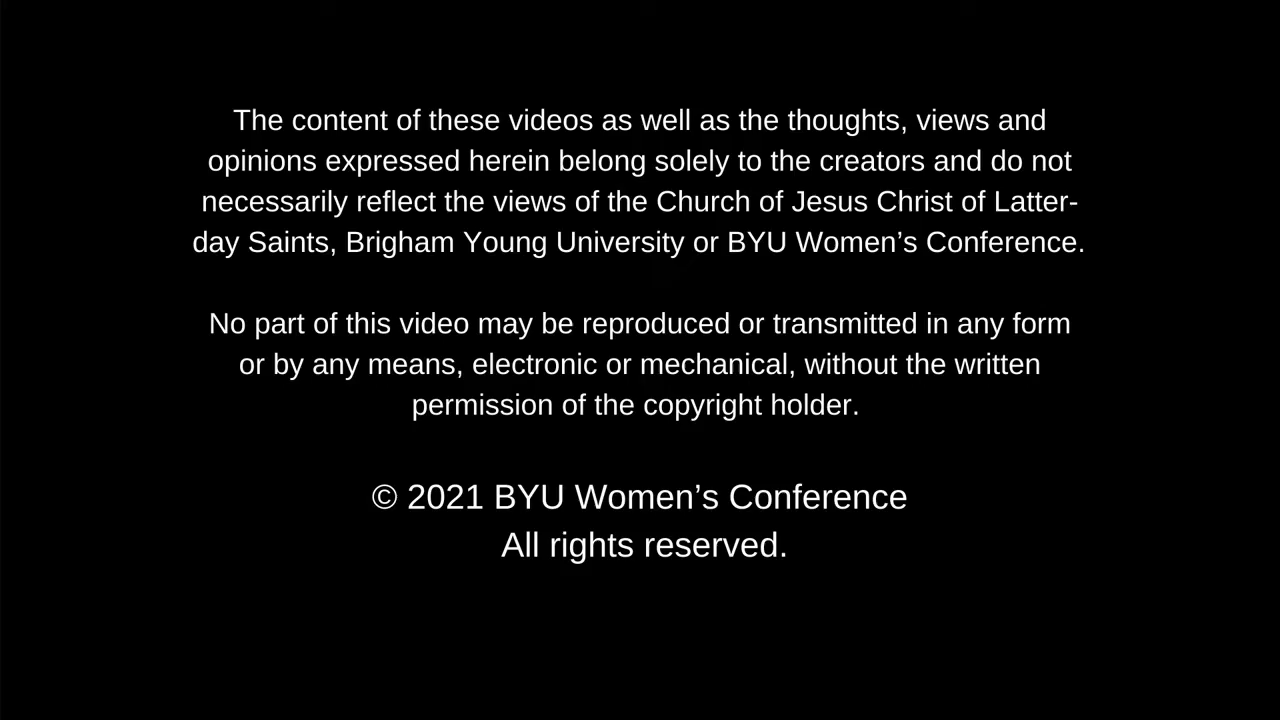 The content of these videos as well as the thoughts, views and
opinions expressed herein belong solely to the creators and do not
necessarily reflect the views of the Church of Jesus Christ of Latter-
day Saints, Brigham Young University or BYU Women’s Conference.
No part of this video may be reproduced or transmitted in any form
or by any means, electronic or mechanical, without the written
permission of the copyright holder.
© 2021 BYU Women’s Conference
All rights reserved.